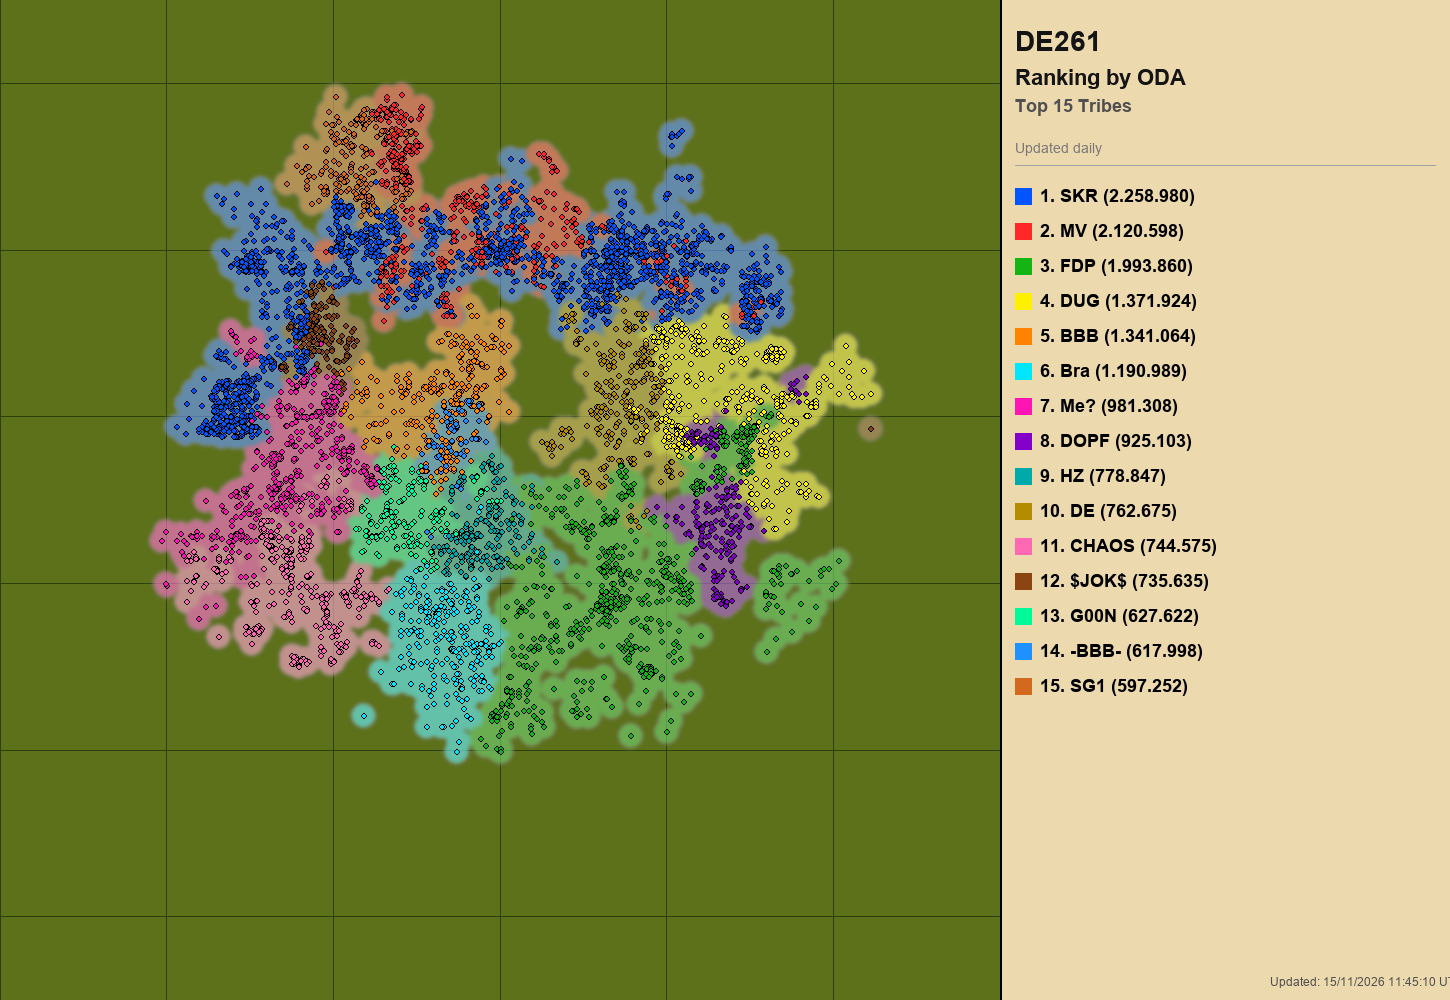 DE261
Ranking by ODA
Top 15 Tribes
Updated daily
1. SKR (2.258.980)
2. MV (2.120.598)
3. FDP (1.993.860)
4. DUG (1.371.924)
5. BBB (1.341.064)
6. Bra (1.190.989)
7. Me? (981.308)
8. DOPF (925.103)
9. HZ (778.847)
10. DE (762.675)
11. CHAOS (744.575)
12. $JOK$ (735.635)
13. G00N (627.622)
14. -BBB- (617.998)
15. SG1 (597.252)
Updated: 15/11/2026 11:45:10